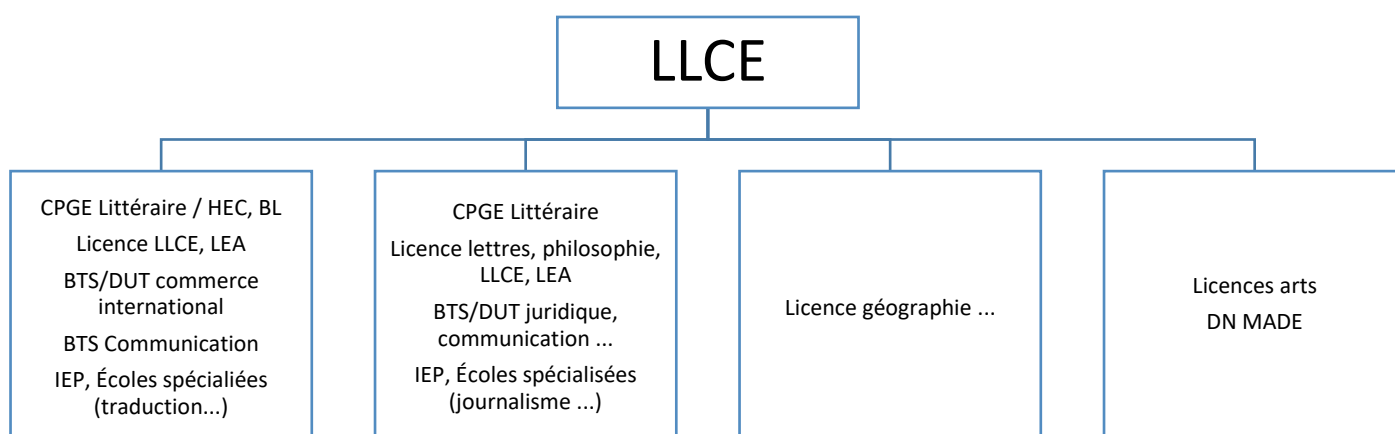 LLCE
CPGE Littéraire / HEC, BL
Licence LLCE, LEA
BTS/DUT commerce
international
BTS Communication
IEP, Écoles spécialiées
(traduction...)
CPGE Littéraire
Licence lettres, philosophie,
LLCE, LEA
BTS/DUT juridique,
communication ...
IEP, Écoles spécialisées
(journalisme ...)
Licence géographie ...
Licences arts
DN MADE